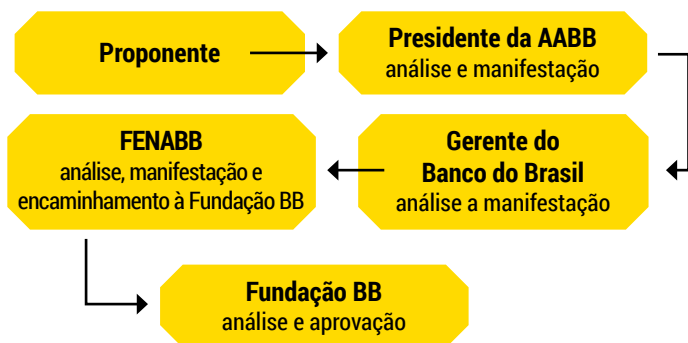 Proponente
Presidente da AABB
análise e manifestação
FENABB
análise, manifestação e
encaminhamento à Fundação BB
Gerente do
Banco do Brasil
análise a manifestação
Fundação BB
análise e aprovação